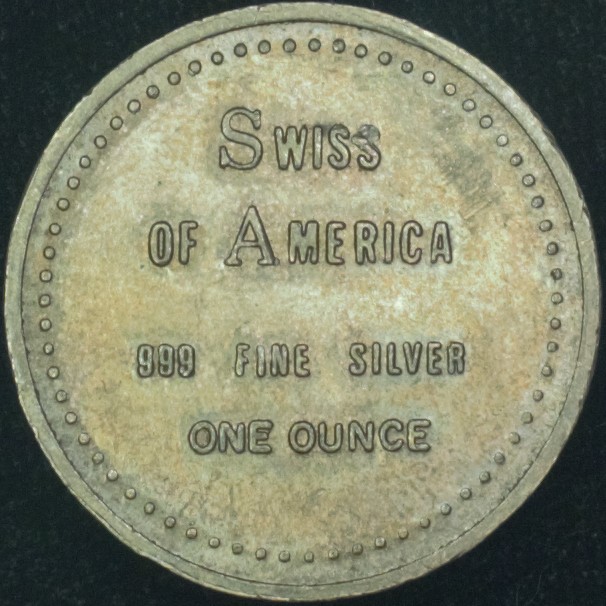 Swiss
OF AMERICA
999 FINE SILVER
ONE OUNCE